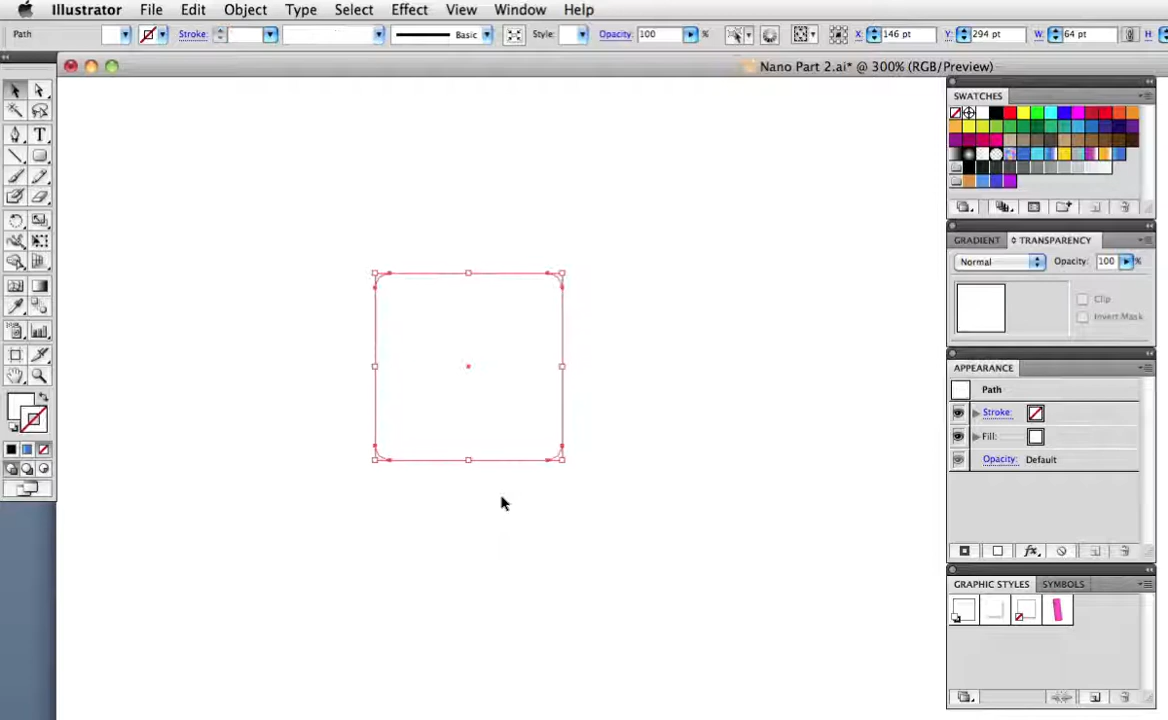 Illustrator File Edit Object Type Select Effect View Window Help
Path Stroke: Basic Style: Opacity: 100 % X: 146 pt Y: 294 pt W: 64 pt H:
Nano Part 2.ai* @ 300% (RGB/Preview)
SWATCHES
GRADIENT TRANSPARENCY
Normal Opacity: 100 %
Clip
Invert Mask
APPEARANCE
Path
Stroke:
Fill:
Opacity: Default
fx
GRAPHIC STYLES SYMBOLS